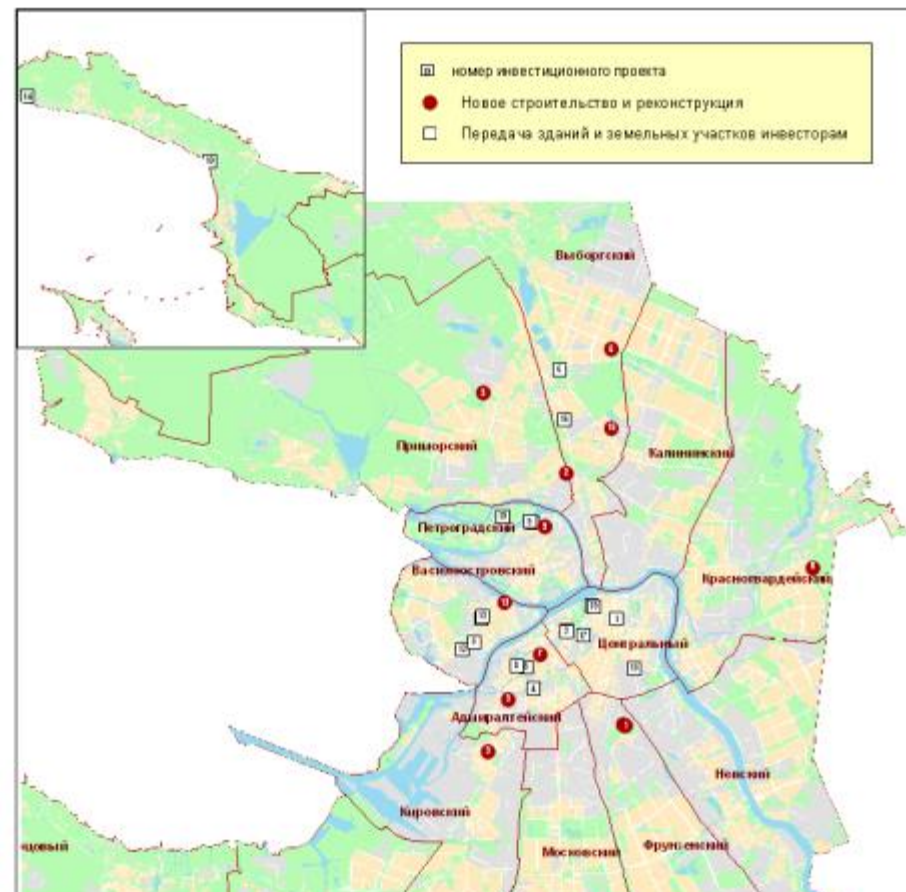 номер инвестиционного проекта
Новое строительство и реконструкция
Передача зданий и земельных участков инвесторам
Выборгский
Приморский
Калининский
Петроградский
Василеостровский
Красногвардейский
Центральный
Адмиралтейский
Невский
Кировский
Московский
Фрунзенский